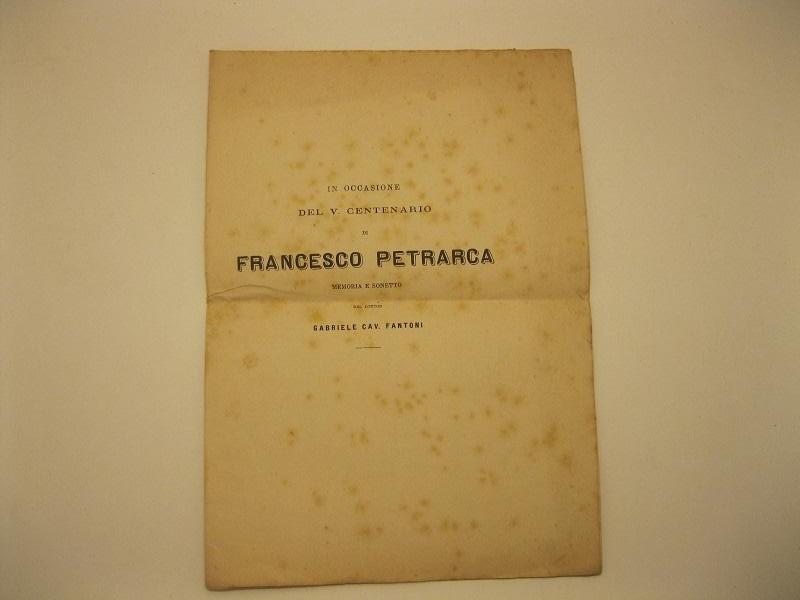 IN OCCASIONE
DEL V. CENTENARIO
DI
FRANCESCO PETRARCA
MEMORIA E SONETTO
DEL DOTTOR
GABRIELE CAV. FANTONI